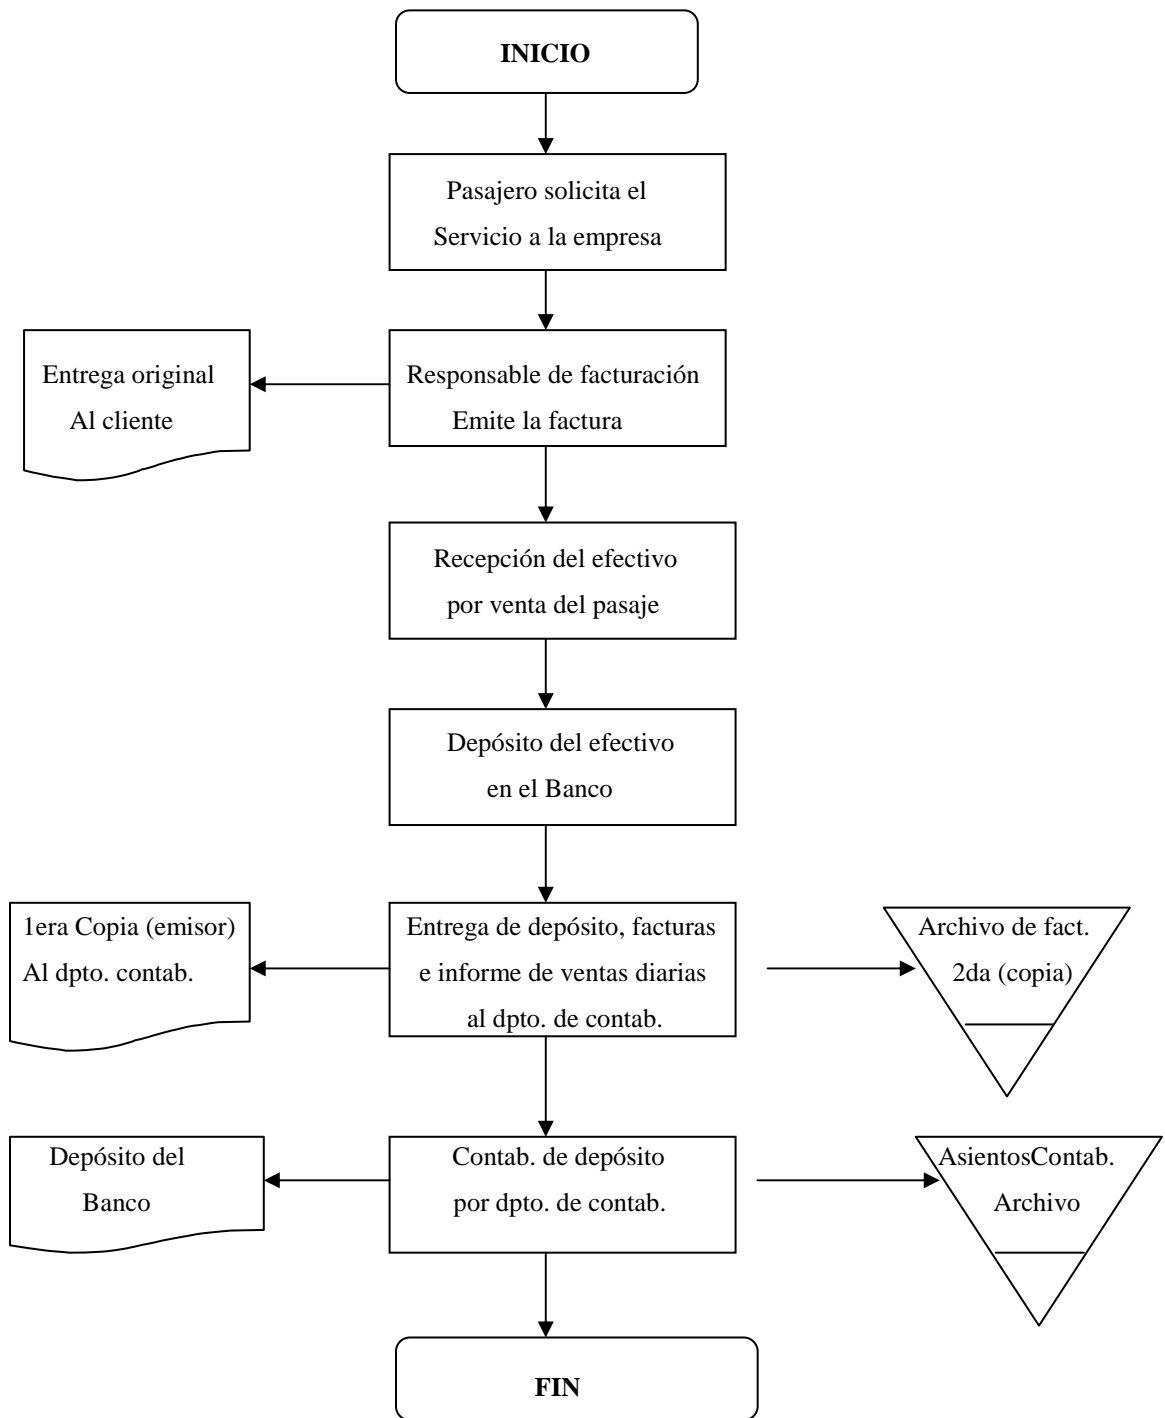 INICIO
Pasajero solicita el
Servicio a la empresa
Entrega original
Al cliente
Responsable de facturación
Emite la factura
Recepción del efectivo
por venta del pasaje
Depósito del efectivo
en el Banco
1era Copia (emisor)
Al dpto. contab.
Entrega de depósito, facturas
e informe de ventas diarias
al dpto. de contab.
Archivo de fact.
2da (copia)
Depósito del
Banco
Contab. de depósito
por dpto. de contab.
AsientosContab.
Archivo
FIN